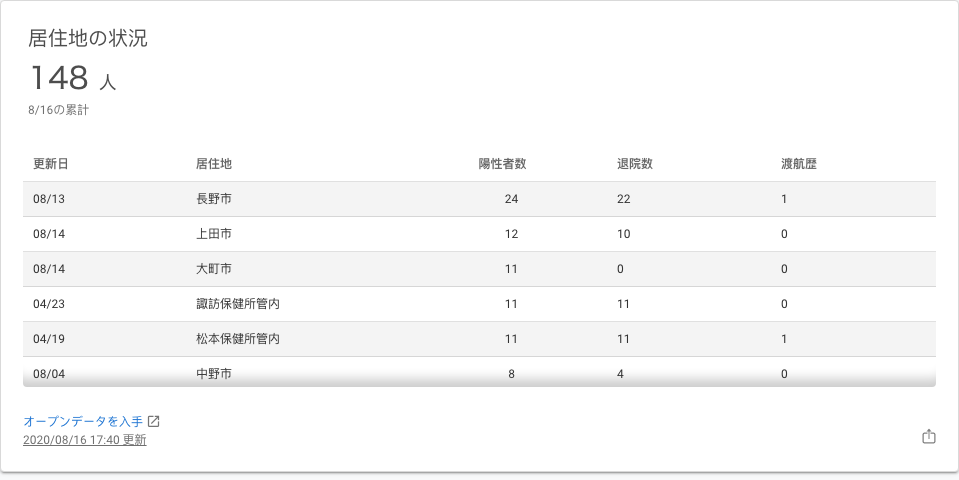 居住地の状況
148 人
8/16の累計
更新日 居住地 陽性者数 退院数 渡航歴
08/13 長野市 24 22 1
08/14 上田市 12 10 0
08/14 大町市 11 0 0
04/23 諏訪保健所管内 11 11 0
04/19 松本保健所管内 11 11 1
08/04 中野市 8 4 0
オープンデータを入手
2020/08/16 17:40 更新